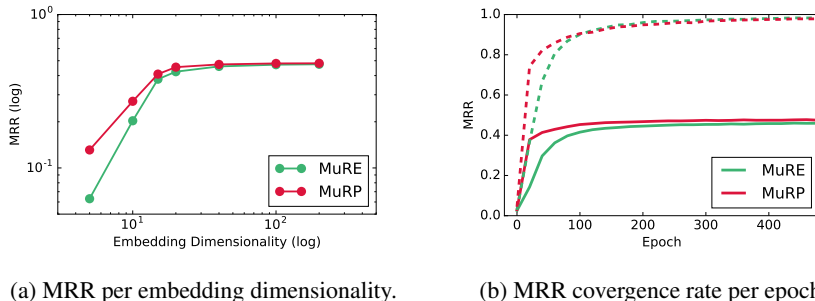 10^0
10^-1
MRR (log)
10^1
10^2
Embedding Dimensionality (log)
MuRE
MuRP
1.0
0.8
0.6
0.4
0.2
0.0
MRR
0
100
200
300
400
Epoch
MuRE
MuRP
(a) MRR per embedding dimensionality.
(b) MRR covergence rate per epoch